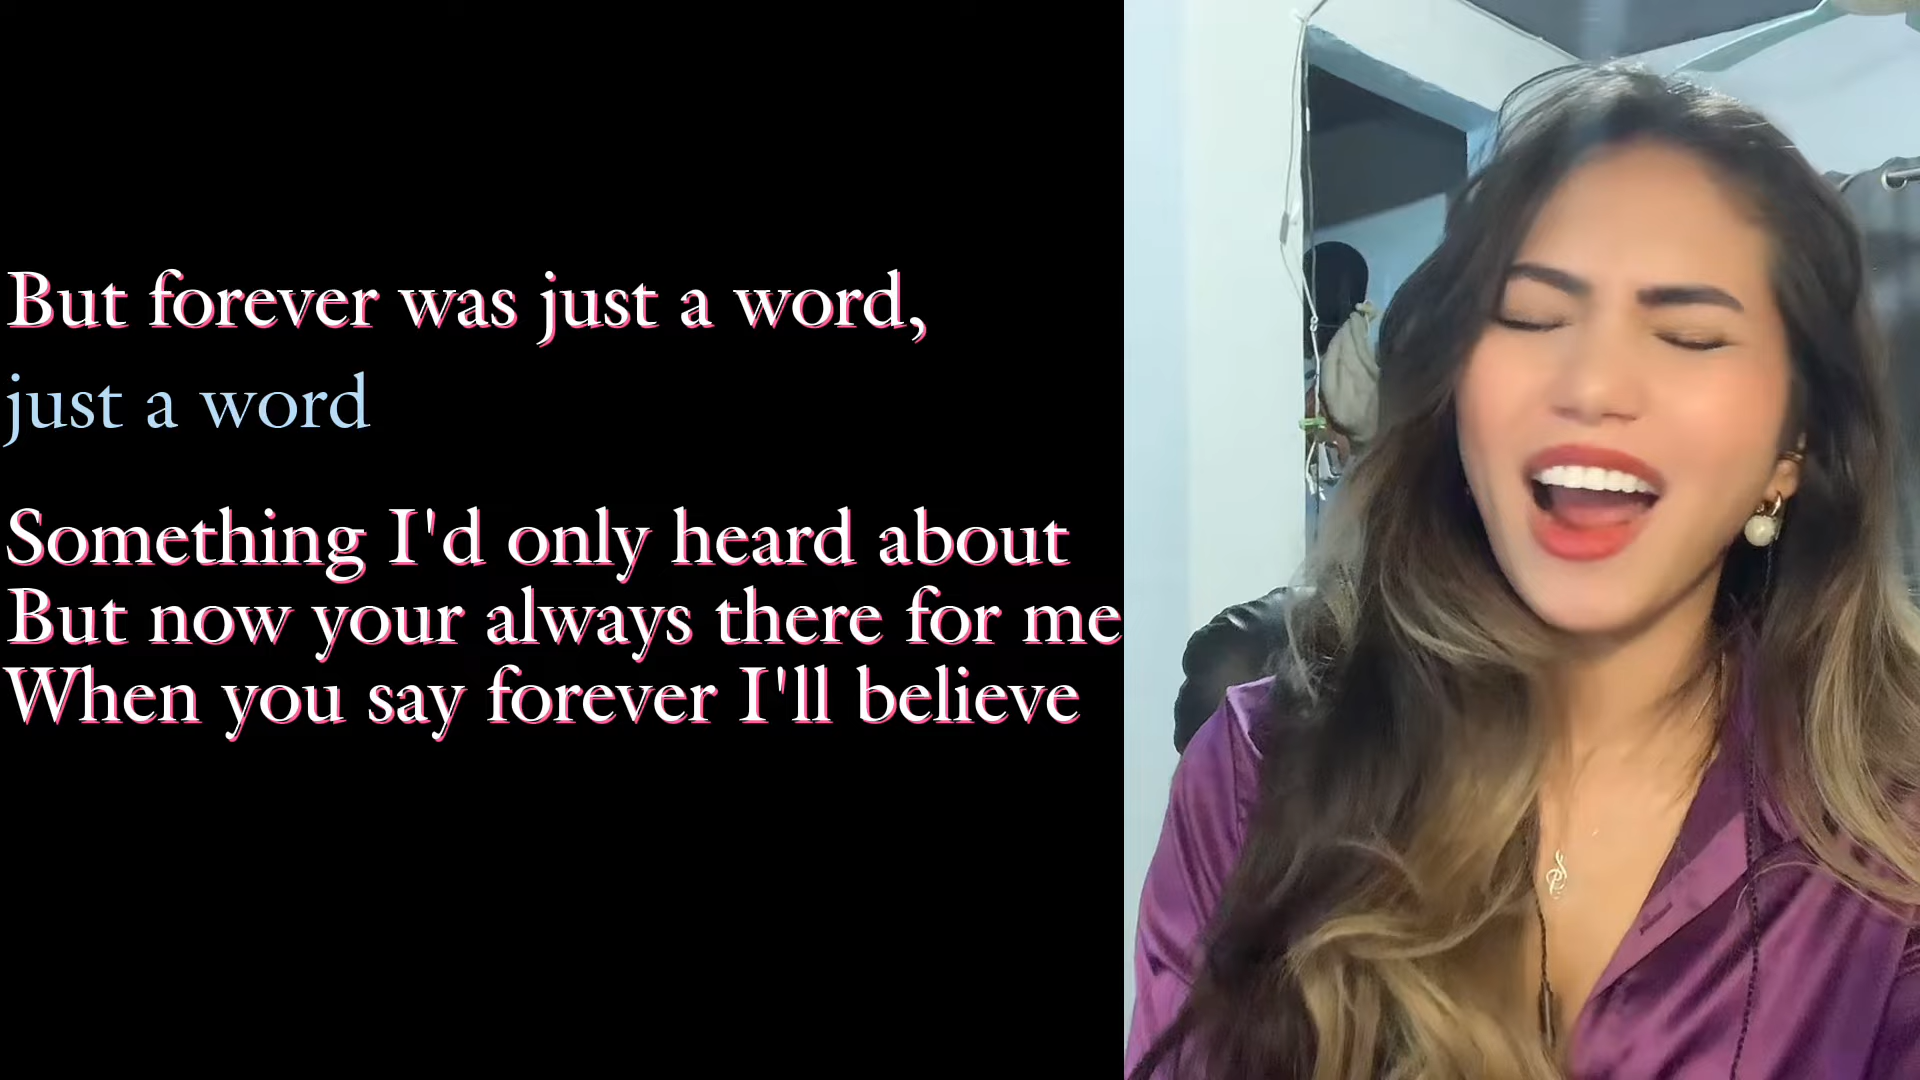 But forever was just a word,
just a word
Something I'd only heard about
But now your always there for me
When you say forever I'll believe